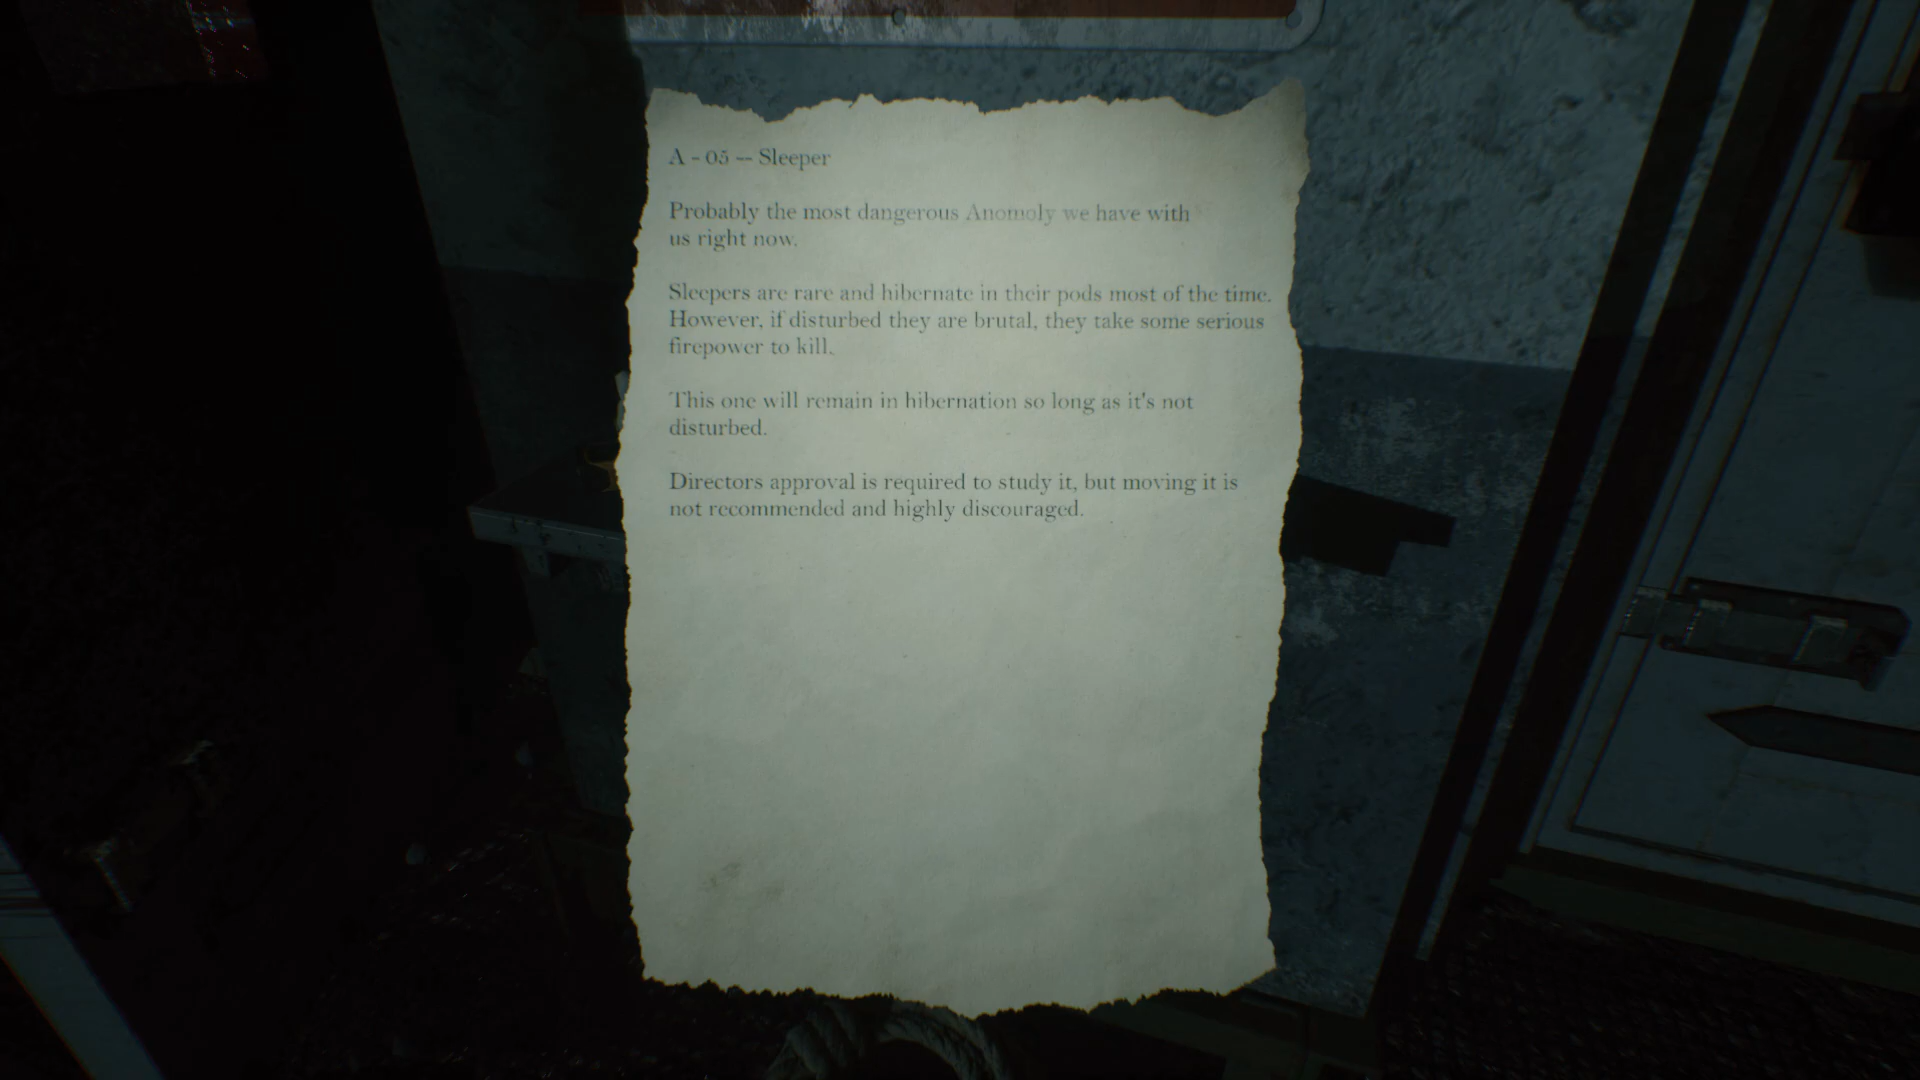 A - 05 -- Sleeper
Probably the most dangerous Anomoly we have with
us right now.
Sleepers are rare and hibernate in their pods most of the time.
However, if disturbed they are brutal, they take some serious
firepower to kill.
This one will remain in hibernation so long as it's not
disturbed.
Directors approval is required to study it, but moving it is
not recommended and highly discouraged.